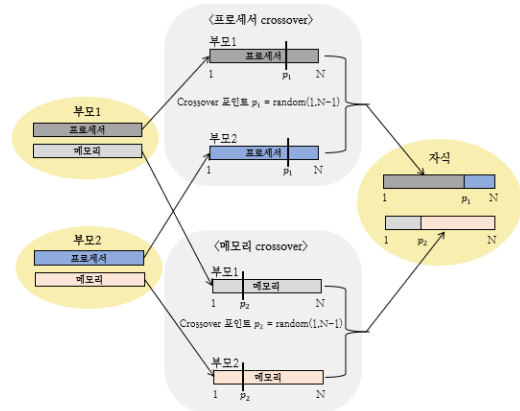 〈프로세서 crossover〉
부모1
프로세서
1 p₁ N
Crossover 포인트 p₁ = random(1,N-1)
부모2
프로세서
1 p₁ N
부모1
프로세서
메모리
부모2
프로세서
메모리
〈메모리 crossover〉
부모1
메모리
1 p₂ N
Crossover 포인트 p₂ = random(1,N-1)
부모2
메모리
1 p₂ N
자식
1 p₁ N
1 p₂ N